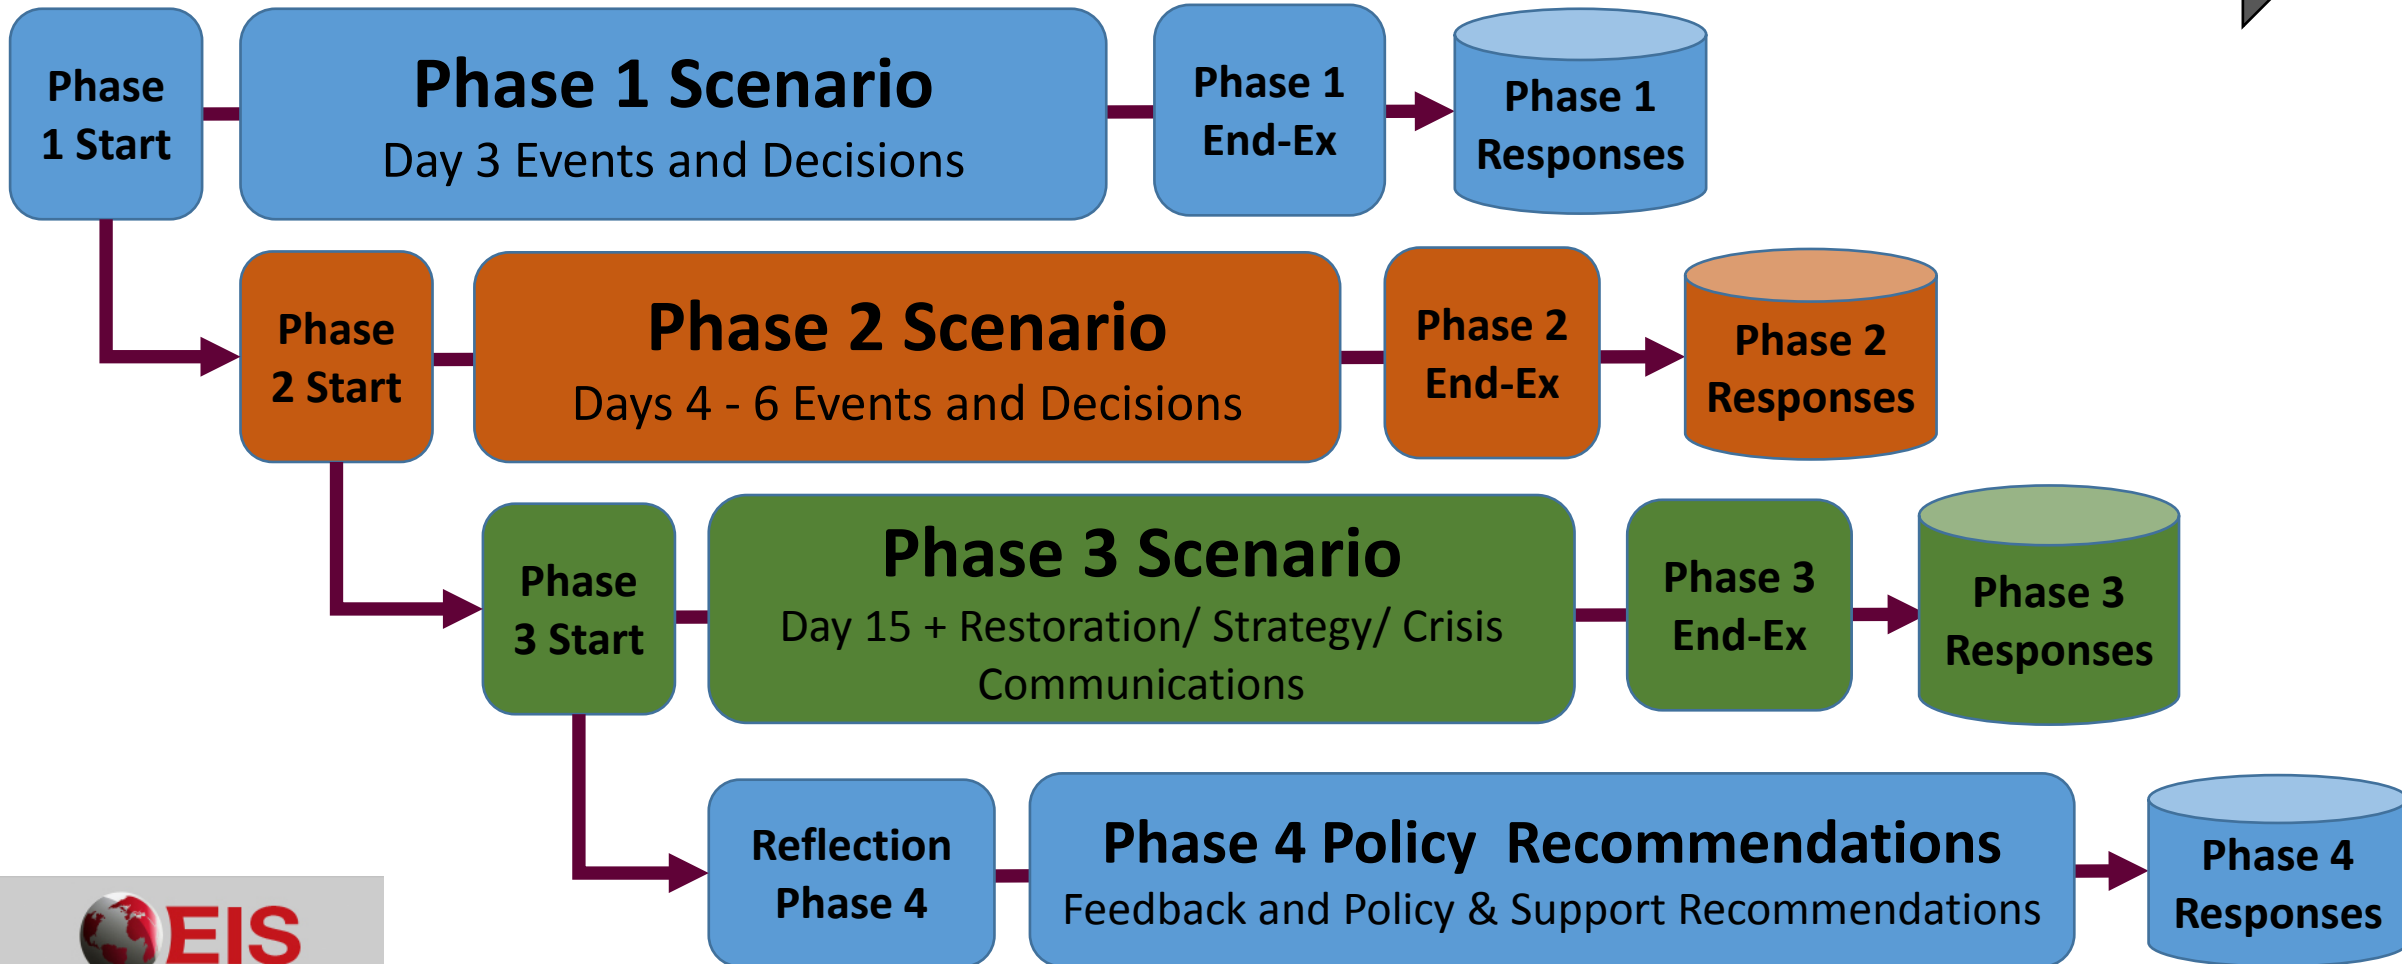 Phase
1 Start
Phase 1 Scenario
Day 3 Events and Decisions
Phase 1
End-Ex
Phase 1
Responses
Phase
2 Start
Phase 2 Scenario
Days 4 - 6 Events and Decisions
Phase 2
End-Ex
Phase 2
Responses
Phase
3 Start
Phase 3 Scenario
Day 15 + Restoration/ Strategy/ Crisis
Communications
Phase 3
End-Ex
Phase 3
Responses
Reflection
Phase 4
Phase 4 Policy  Recommendations
Feedback and Policy & Support Recommendations
Phase 4
Responses
EIS